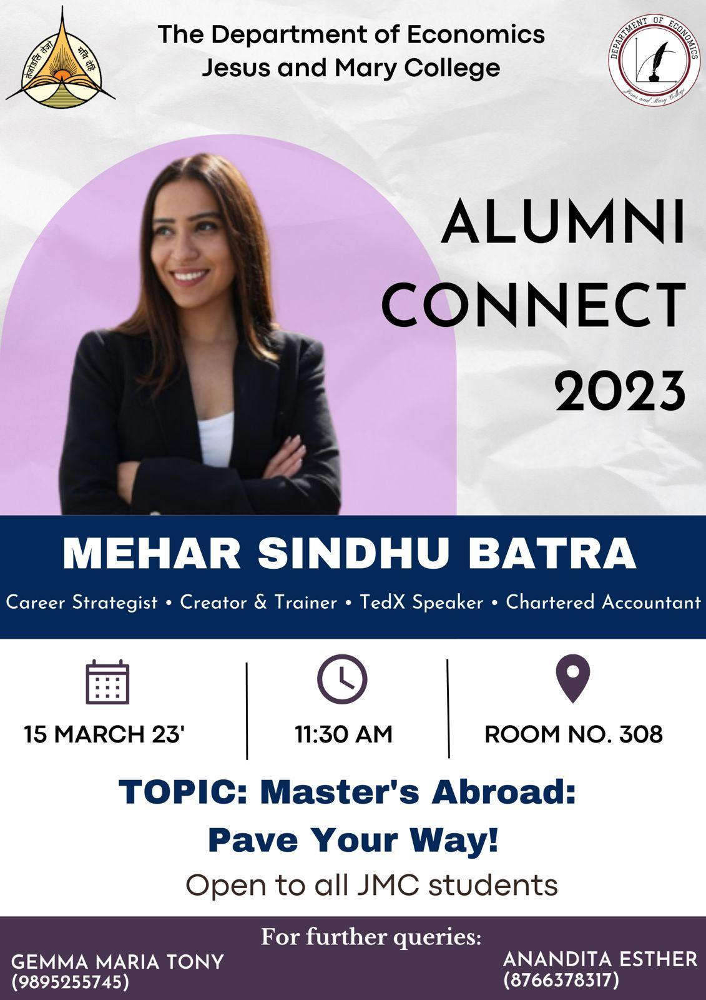 तेजोऽसि तेजो
मयि देहि
The Department of Economics
Jesus and Mary College
DEPARTMENT OF ECONOMICS
Jesus and Mary College
ALUMNI
CONNECT
2023
MEHAR SINDHU BATRA
Career Strategist • Creator & Trainer • TedX Speaker • Chartered Accountant
15 MARCH 23'
11:30 AM
ROOM NO. 308
TOPIC: Master's Abroad:
Pave Your Way!
Open to all JMC students
For further queries:
GEMMA MARIA TONY
(9895255745)
ANANDITA ESTHER
(8766378317)